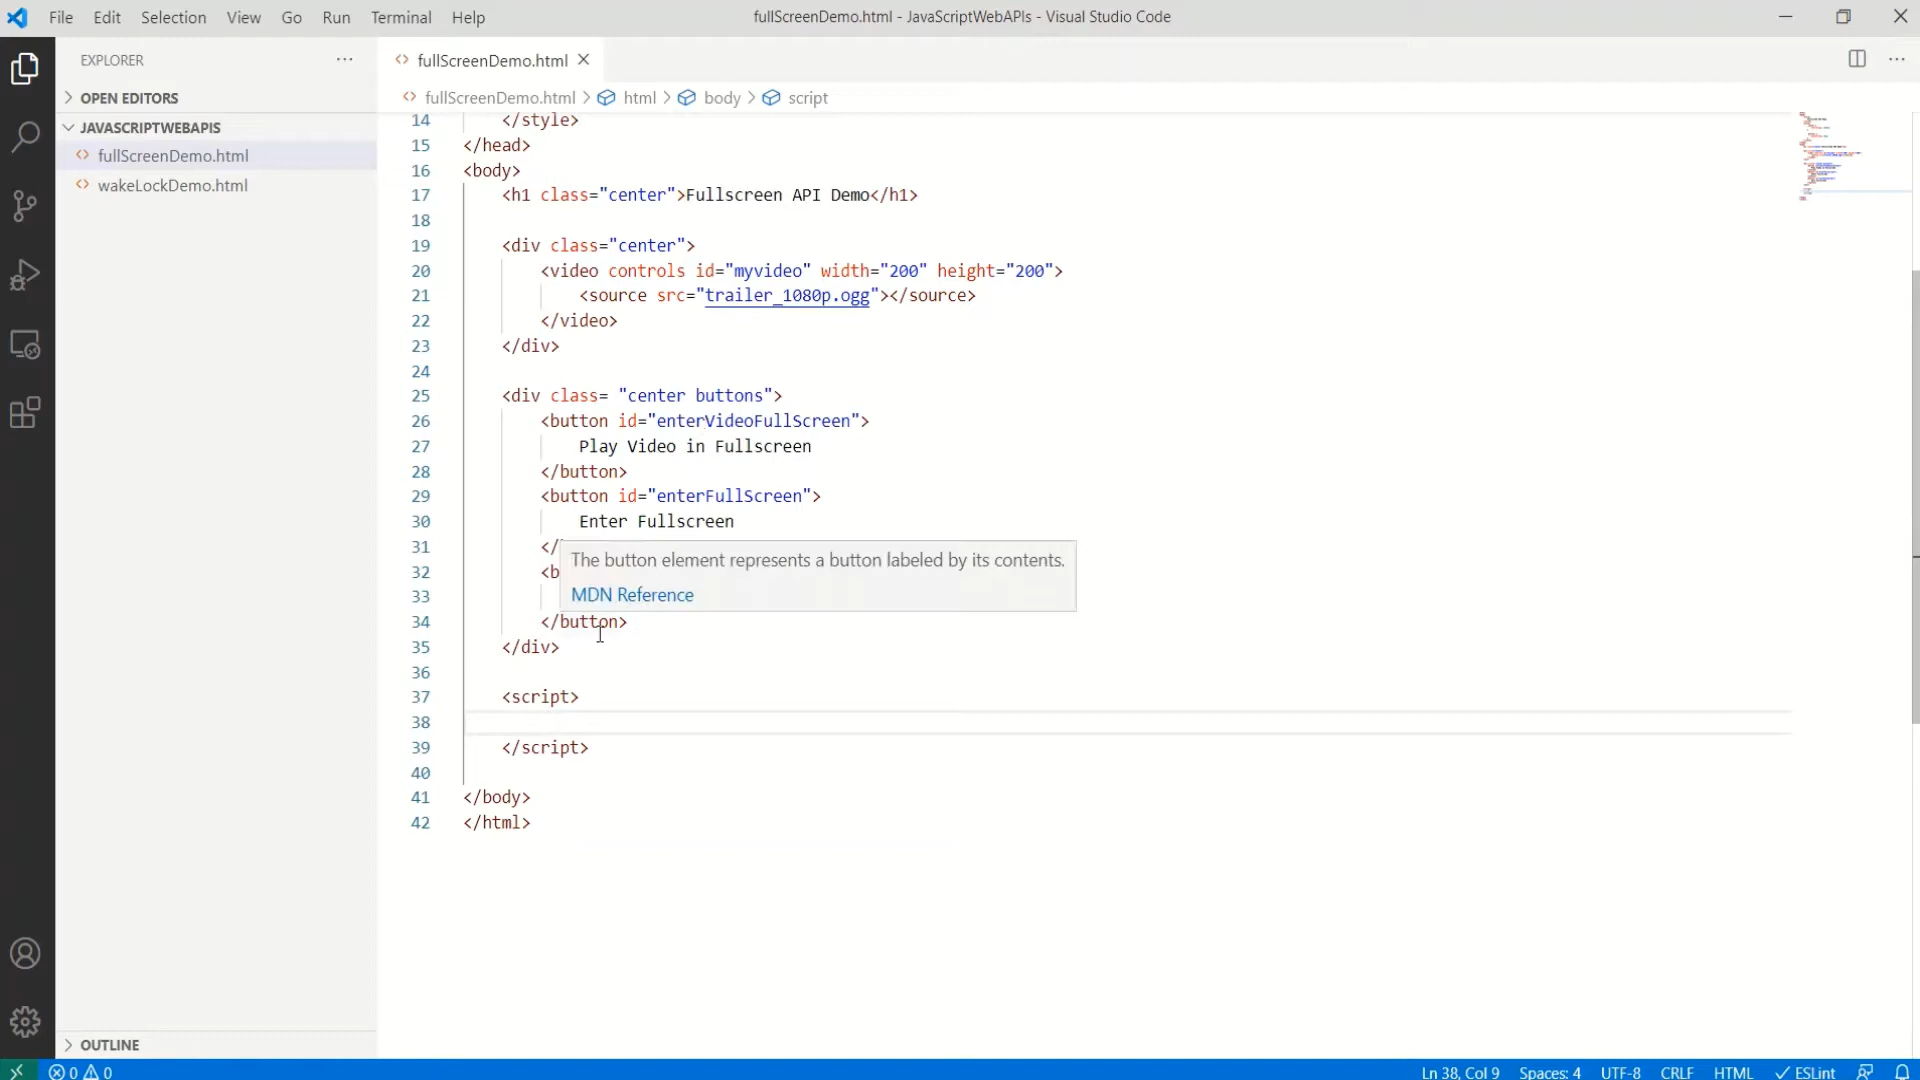 File Edit Selection View Go Run Terminal Help
fullScreenDemo.html - JavaScriptWebAPIs - Visual Studio Code
EXPLORER
OPEN EDITORS
JAVASCRIPTWEBAPIS
fullScreenDemo.html
wakeLockDemo.html
OUTLINE
fullScreenDemo.html
fullScreenDemo.html > html > body > script
14 </style>
15 </head>
16 <body>
17 <h1 class="center">Fullscreen API Demo</h1>
18
19 <div class="center">
20 <video controls id="myvideo" width="200" height="200">
21 <source src="trailer_1080p.ogg"></source>
22 </video>
23 </div>
24
25 <div class= "center buttons">
26 <button id="enterVideoFullScreen">
27 Play Video in Fullscreen
28 </button>
29 <button id="enterFullScreen">
30 Enter Fullscreen
31 </
32 <b
33
34 </button>
35 </div>
36
37 <script>
38
39 </script>
40
41 </body>
42 </html>
The button element represents a button labeled by its contents.
MDN Reference
0 0
Ln 38, Col 9 Spaces: 4 UTF-8 CRLF HTML ESLint